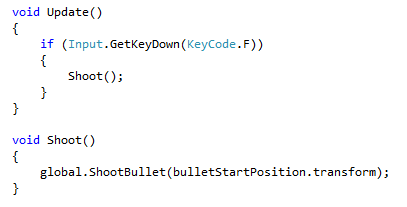 void Update()
{
    if (Input.GetKeyDown(KeyCode.F))
    {
        Shoot();
    }
}

void Shoot()
{
    global.ShootBullet(bulletStartPosition.transform);
}